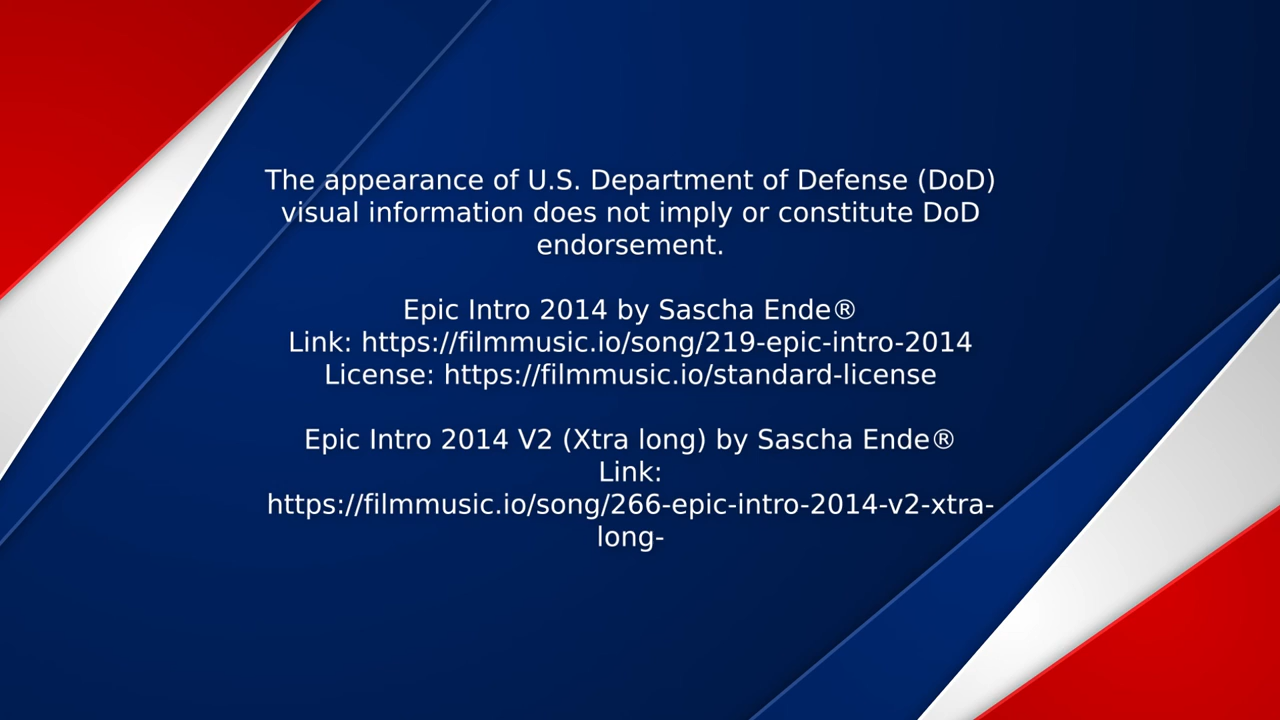 The appearance of U.S. Department of Defense (DoD)
visual information does not imply or constitute DoD
endorsement.
Epic Intro 2014 by Sascha Ende®
Link: https://filmmusic.io/song/219-epic-intro-2014
License: https://filmmusic.io/standard-license
Epic Intro 2014 V2 (Xtra long) by Sascha Ende®
Link:
https://filmmusic.io/song/266-epic-intro-2014-v2-xtra-
long-